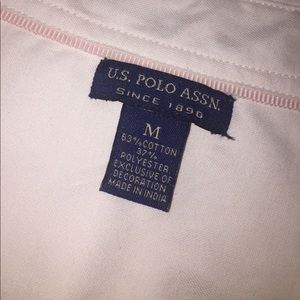 U.S. POLO ASSN.
SINCE 1890
M
63% COTTON
37%
POLYESTER
EXCLUSIVE OF
DECORATION
MADE IN INDIA